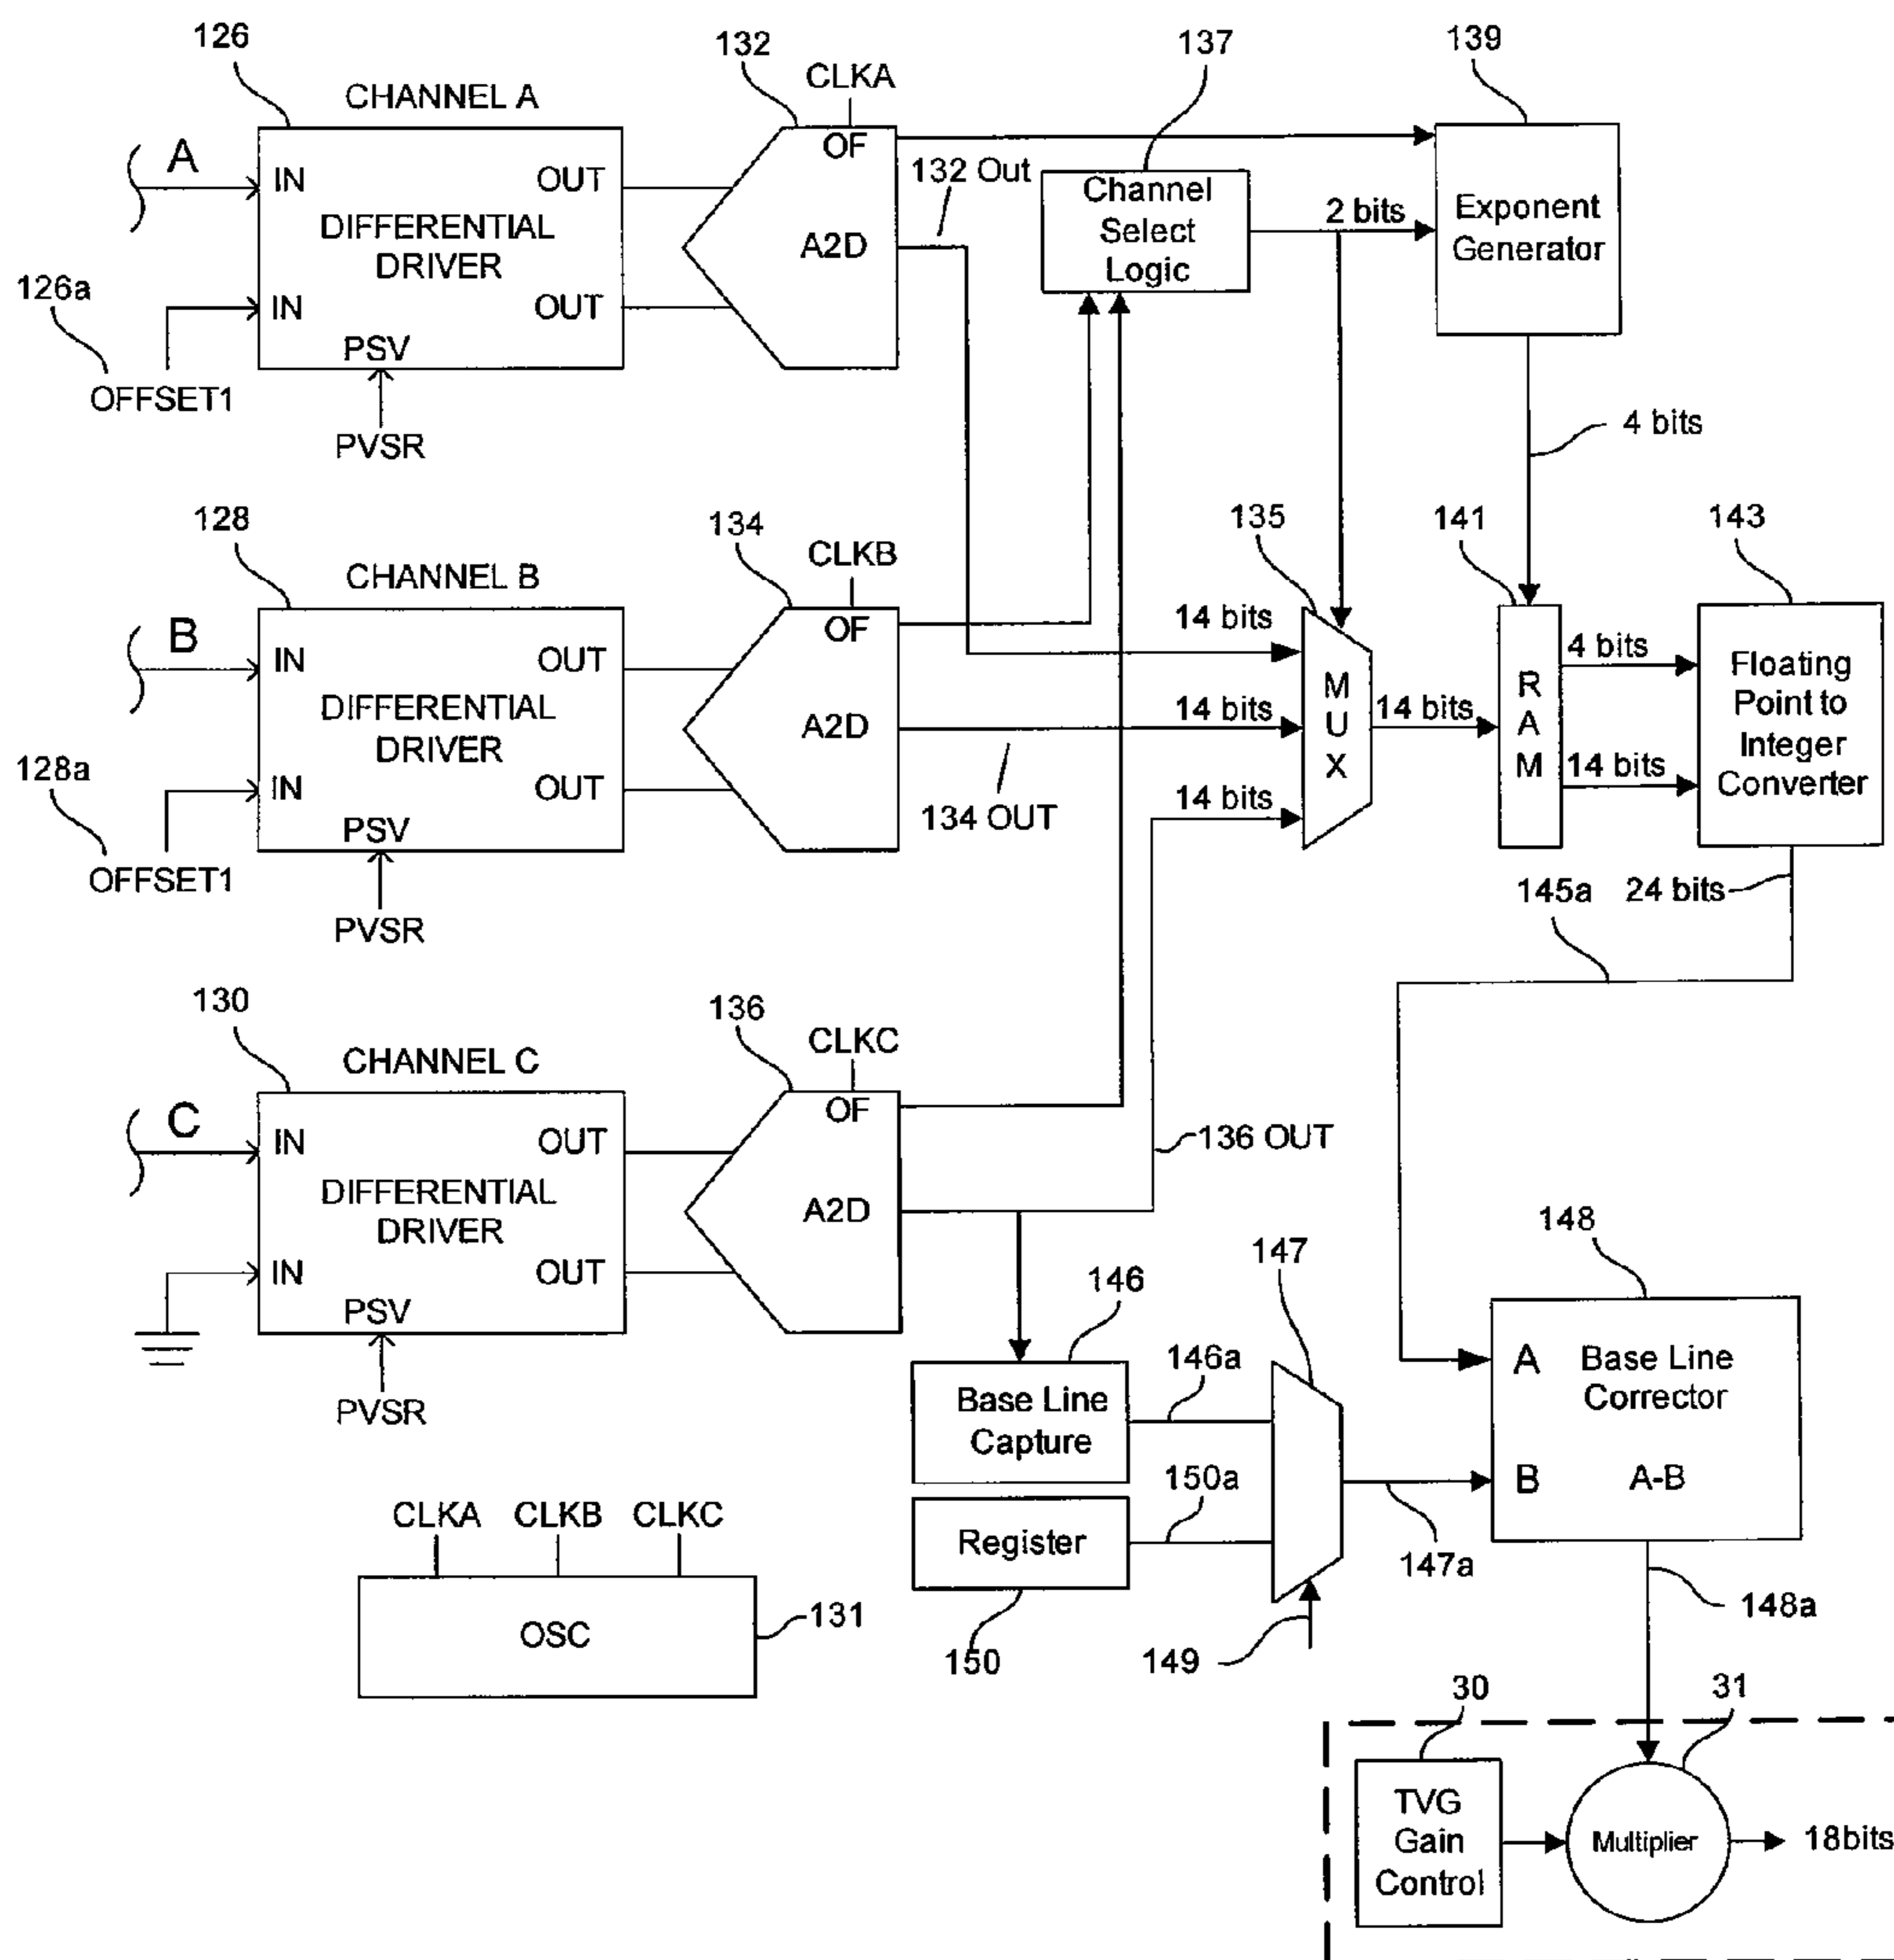 126
CHANNEL A
A
IN
OUT
DIFFERENTIAL
DRIVER
126a
IN
OUT
PSV
OFFSET1
PVSR
132
CLKA
OF
132 Out
A2D
137
Channel
Select
Logic
2 bits
139
Exponent
Generator
4 bits
128
CHANNEL B
B
IN
OUT
DIFFERENTIAL
DRIVER
128a
IN
OUT
PSV
OFFSET1
PVSR
134
CLKB
OF
A2D
134 OUT
14 bits
14 bits
14 bits
135
M
U
X
14 bits
141
R
A
M
4 bits
14 bits
143
Floating
Point to
Integer
Converter
145a
24 bits
130
CHANNEL C
C
IN
OUT
DIFFERENTIAL
DRIVER
IN
OUT
PSV
PVSR
136
CLKC
OF
A2D
136 OUT
146
Base Line
Capture
146a
147
Register
150
150a
149
147a
148
A
Base Line
Corrector
B
A-B
148a
CLKA
CLKB
CLKC
OSC
131
30
31
TVG
Gain
Control
Multiplier
18bits